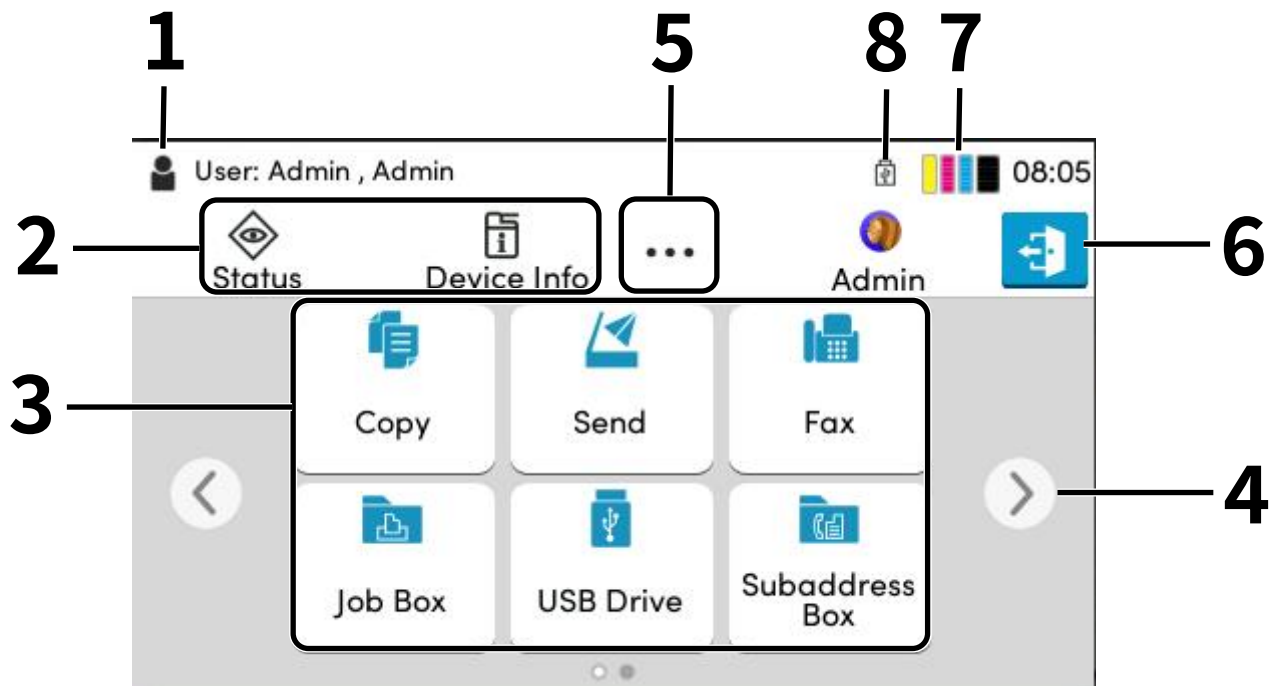 1 5 8 7
User: Admin , Admin 08:05
2 6
Status Device Info ... Admin
3
Copy Send Fax
4
Job Box USB Drive Subaddress
Box